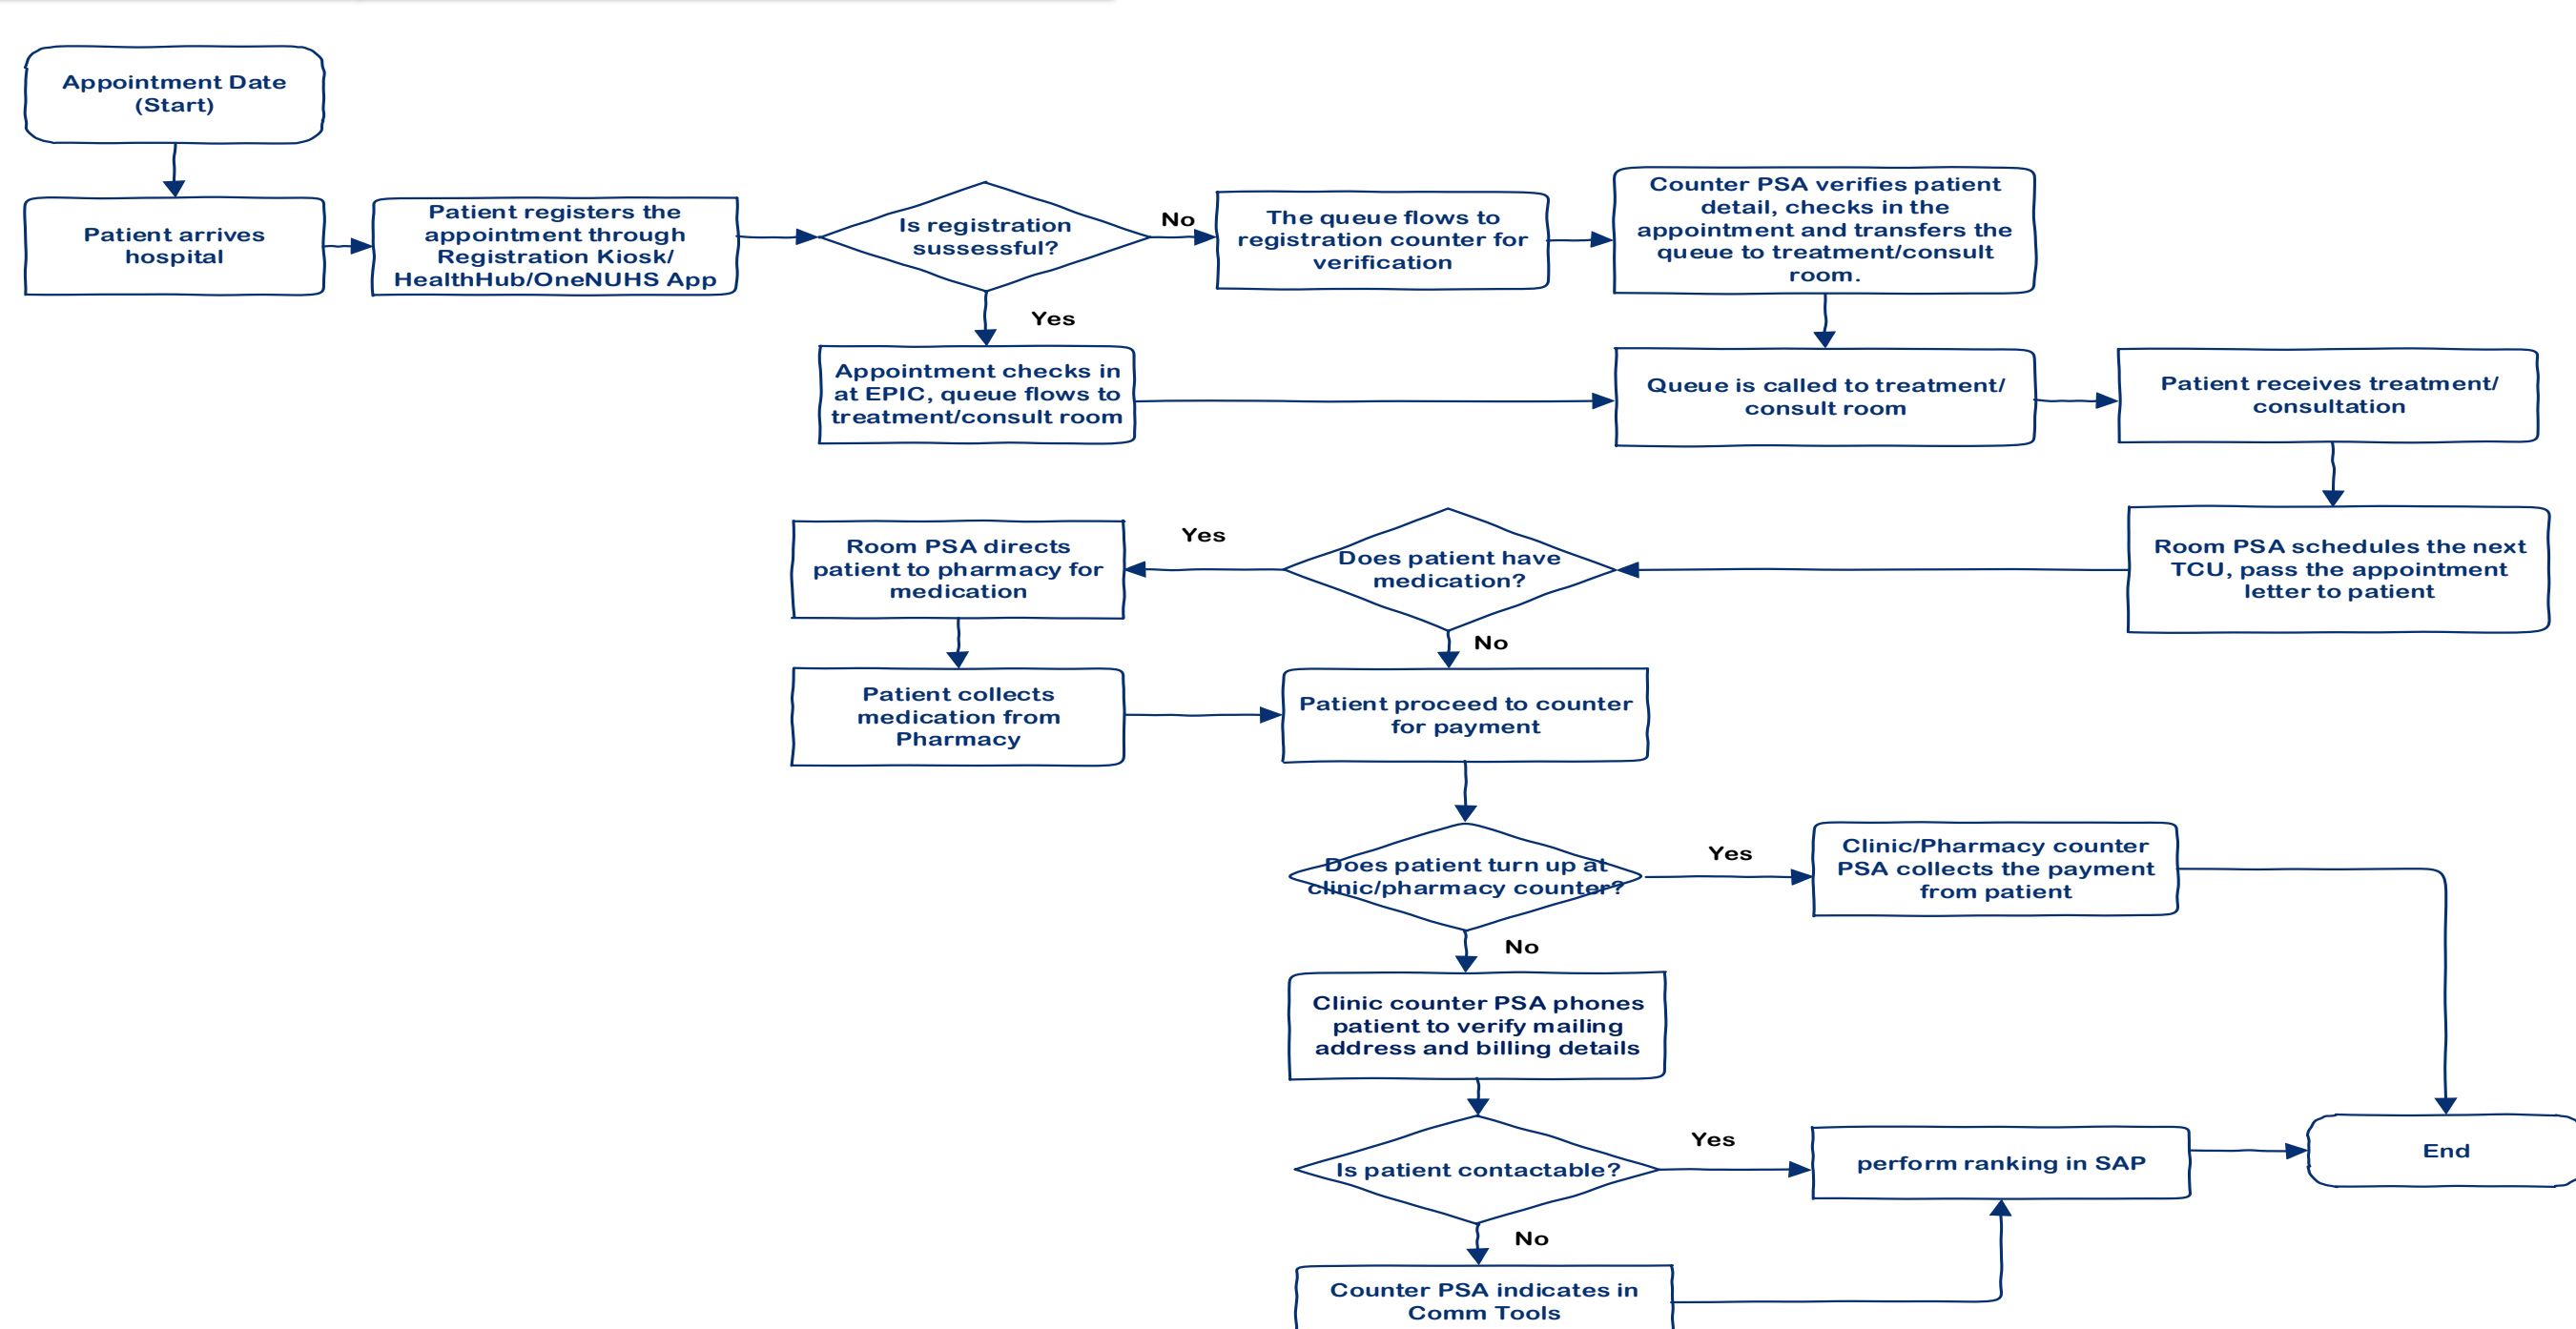 Appointment Date
(Start)
Patient arrives
hospital
Patient registers the
appointment through
Registration Kiosk/
HealthHub/OneNUHS App
Is registration
sussessful?
No
The queue flows to
registration counter for
verification
Counter PSA verifies patient
detail, checks in the
appointment and transfers the
queue to treatment/consult
room.
Yes
Appointment checks in
at EPIC, queue flows to
treatment/consult room
Queue is called to treatment/
consult room
Patient receives treatment/
consultation
Room PSA schedules the next
TCU, pass the appointment
letter to patient
Does patient have
medication?
Yes
Room PSA directs
patient to pharmacy for
medication
No
Patient collects
medication from
Pharmacy
Patient proceed to counter
for payment
Does patient turn up at
clinic/pharmacy counter?
Yes
Clinic/Pharmacy counter
PSA collects the payment
from patient
No
Clinic counter PSA phones
patient to verify mailing
address and billing details
Is patient contactable?
Yes
perform ranking in SAP
End
No
Counter PSA indicates in
Comm Tools